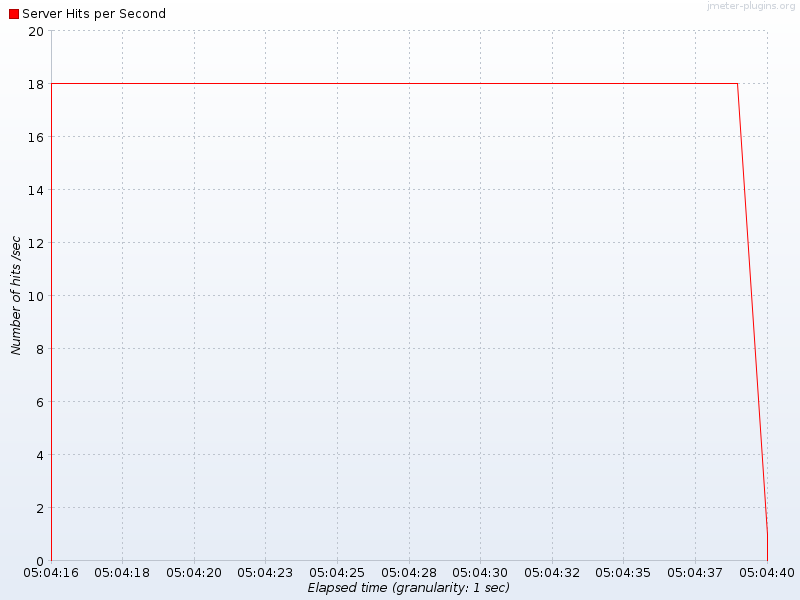 jmeter-plugins.org
Server Hits per Second
20
18
16
14
12
10
8
6
4
2
0
Number of hits /sec
05:04:16 05:04:18 05:04:20 05:04:23 05:04:25 05:04:28 05:04:30 05:04:32 05:04:35 05:04:37 05:04:40
Elapsed time (granularity: 1 sec)